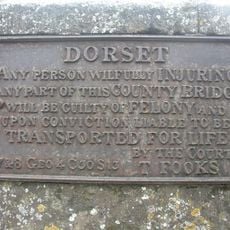 DORSET
ANY PERSON WILFULLY INJURING
ANY PART OF THIS COUNTY BRIDG
WILL BE GUILTY OF FELONY AND
UPON CONVICTION LIABLE TO BE
TRANSPORTED FOR LIFE
BY THE COURT
7&8 GEO 4 C30 S13 T FOOKS